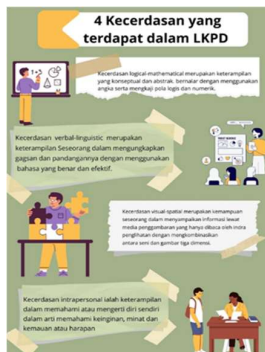 4 Kecerdasan yang
terdapat dalam LKPD
Kecerdasan logical-mathematical merupakan keterampilan
yang konseptual dan abstrak. bernalar dengan menggunakan
angka serta mengkaji pola logis dan numerik.
Kecerdasan verbal-linguistic merupakan
keterampilan Seseorang dalam mengungkapkan
gagsan dan pandangannya dengan menggunakan
bahasa yang benar dan efektif.
Kecerdasan visual-spatial merupakan kemampuan
seseorang dalam menyampaikan informasi lewat
media penggambaran yang hanya dibaca oleh indra
penglihatan dengan mengkombinasikan
antara seni dan gambar tiga dimensi.
Kecerdasan Intrapersonal ialah keterampilan
dalam memahami atau mengerti diri sendiri
dalam arti memahami keinginan, minat dan
kemauan atau harapan